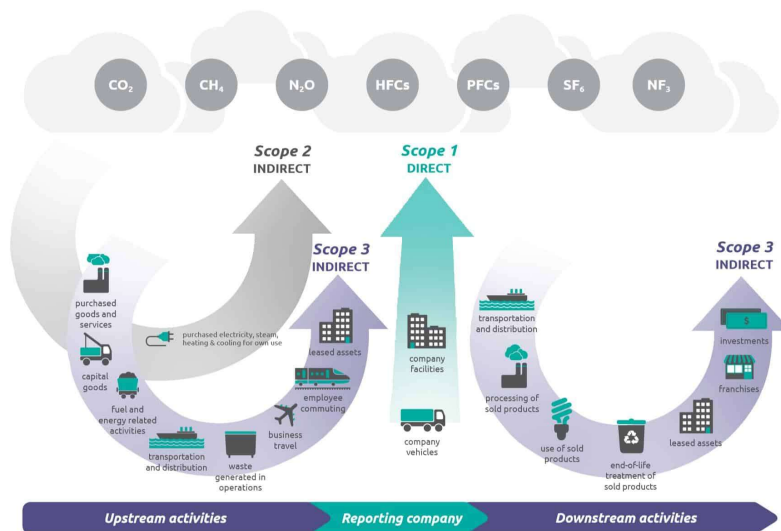 CO₂
CH₄
N₂O
HFCs
PFCs
SF₆
NF₃
Scope 2
INDIRECT
Scope 1
DIRECT
Scope 3
INDIRECT
Scope 3
INDIRECT
purchased
goods and
services
capital
goods
fuel and
energy related
activities
transportation
and distribution
waste
generated in
operations
business
travel
employee
commuting
leased assets
purchased electricity, steam,
heating & cooling for own use
company
facilities
company
vehicles
transportation
and distribution
processing of
sold products
use of sold
products
end-of-life
treatment of
sold products
leased assets
franchises
$
investments
Upstream activities
Reporting company
Downstream activities